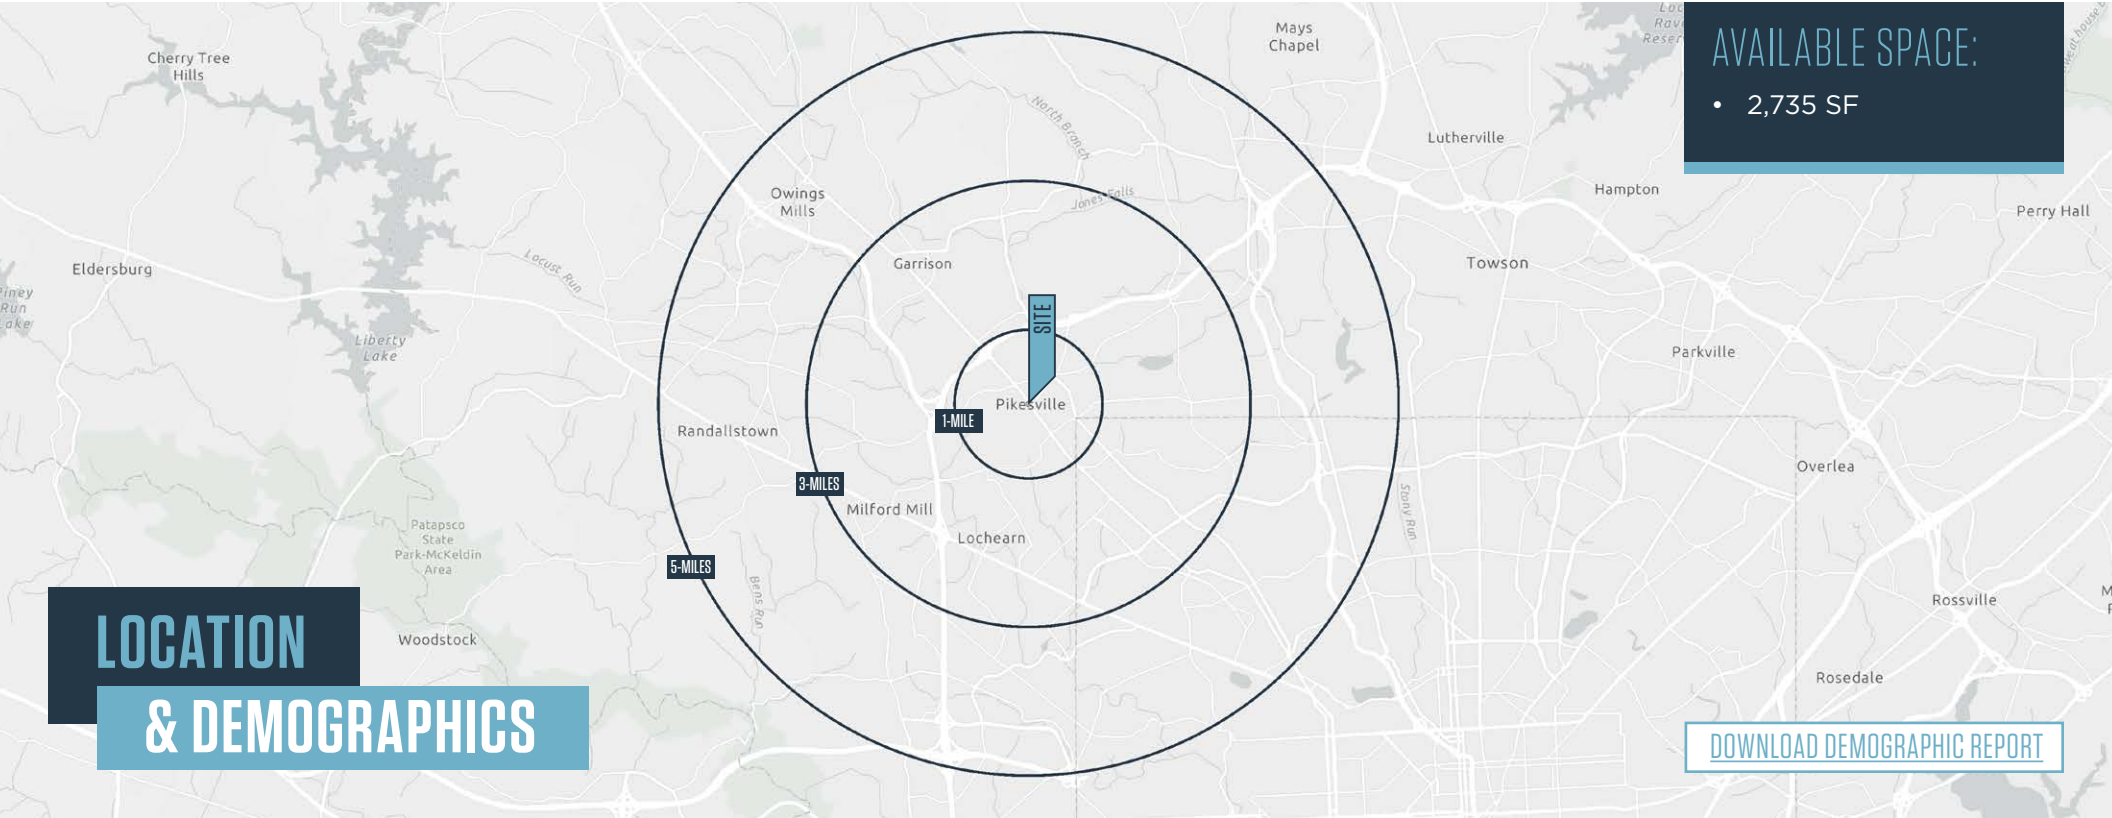 Mays
Chapel
Cherry Tree
Hills
AVAILABLE SPACE:
• 2,735 SF
North Branch
Lutherville
Owings
Mills
Jones Falls
Hampton
Perry Hall
Eldersburg
Locust Run
Garrison
Towson
Piney
Run
Lake
SITE
Liberty
Lake
Parkville
Pikesville
1-MILE
Randallstown
Overlea
3-MILES
Milford Mill
Stony Run
Patapsco
State
Park-McKeldin
Area
Lochearn
5-MILES
Bens Run
Rossville
Woodstock
LOCATION
& DEMOGRAPHICS
Rosedale
DOWNLOAD DEMOGRAPHIC REPORT